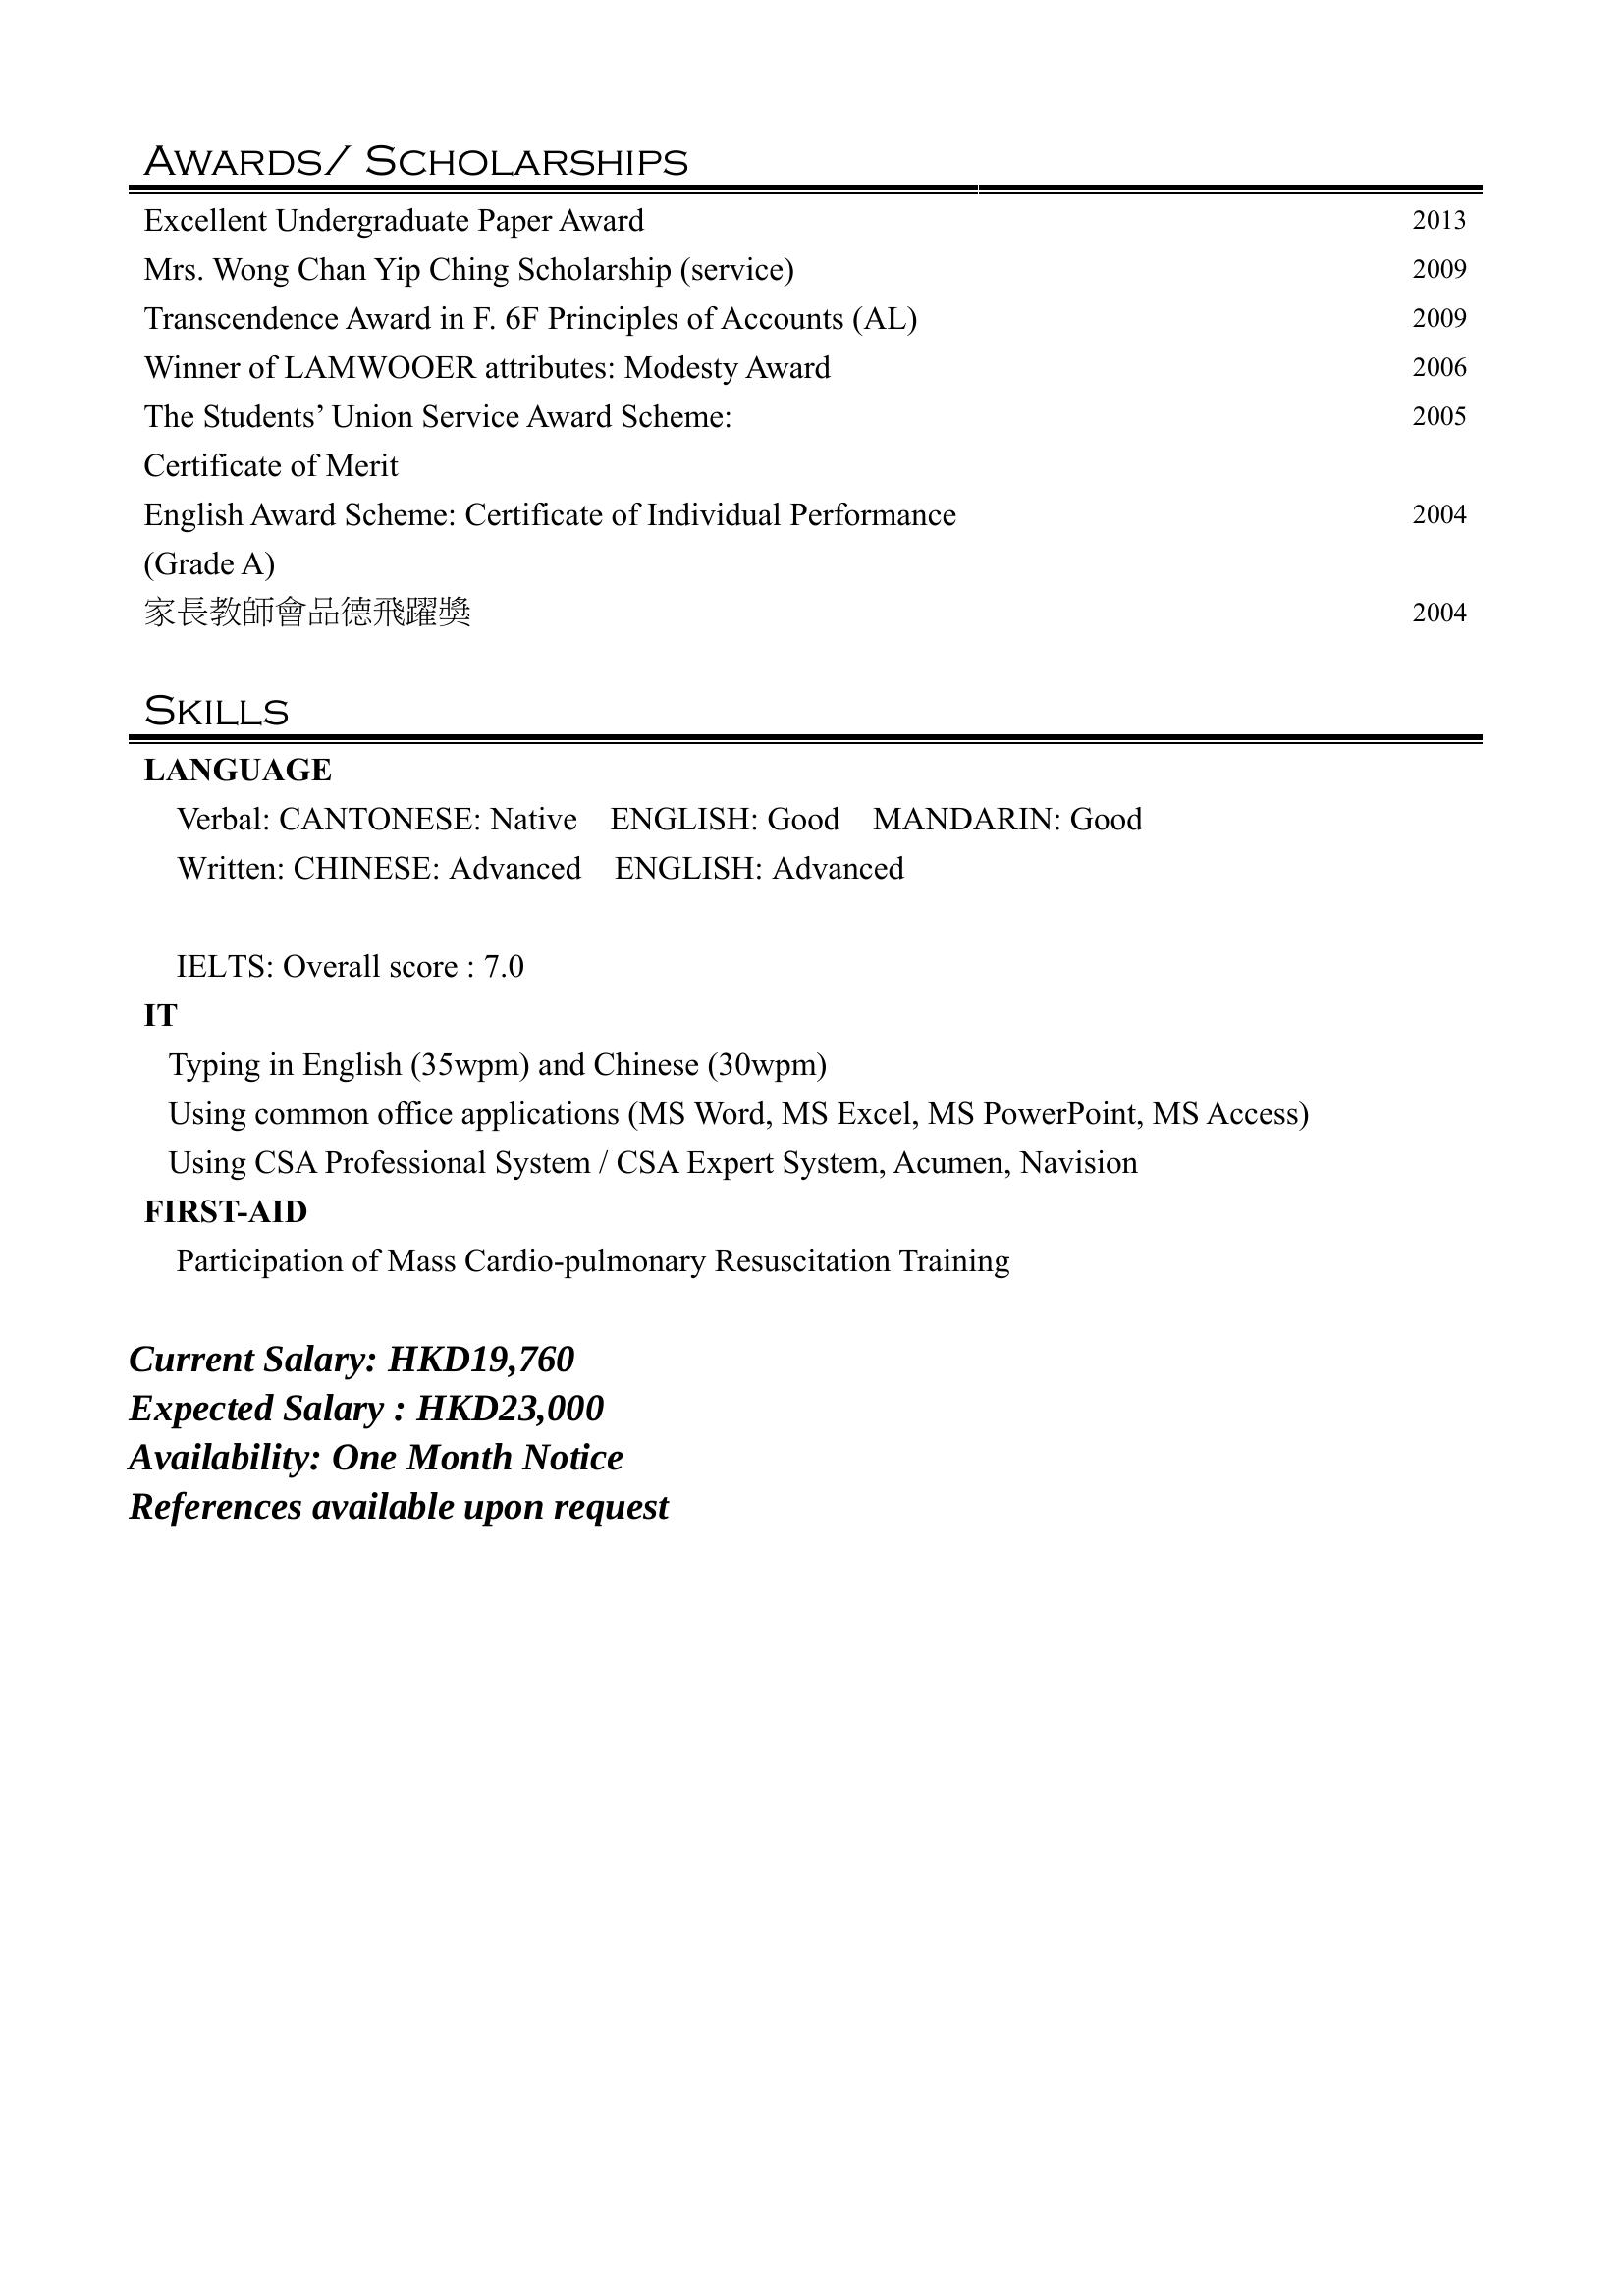 AWARDS/ SCHOLARSHIPS
Excellent Undergraduate Paper Award 2013
Mrs. Wong Chan Yip Ching Scholarship (service) 2009
Transcendence Award in F. 6F Principles of Accounts (AL) 2009
Winner of LAMWOOER attributes: Modesty Award 2006
The Students’ Union Service Award Scheme: 2005
Certificate of Merit
English Award Scheme: Certificate of Individual Performance 2004
(Grade A)
家長教師會品德飛躍獎 2004
SKILLS
LANGUAGE
Verbal: CANTONESE: Native ENGLISH: Good MANDARIN: Good
Written: CHINESE: Advanced ENGLISH: Advanced
IELTS: Overall score : 7.0
IT
Typing in English (35wpm) and Chinese (30wpm)
Using common office applications (MS Word, MS Excel, MS PowerPoint, MS Access)
Using CSA Professional System / CSA Expert System, Acumen, Navision
FIRST-AID
Participation of Mass Cardio-pulmonary Resuscitation Training
Current Salary: HKD19,760
Expected Salary : HKD23,000
Availability: One Month Notice
References available upon request